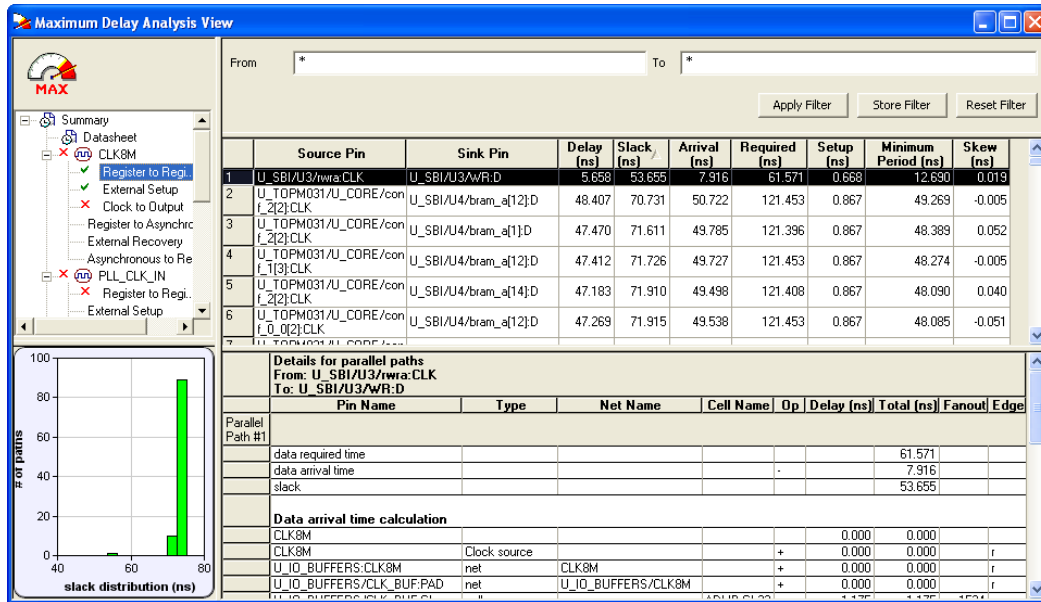 Maximum Delay Analysis View
MAX
From * To *
Apply Filter Store Filter Reset Filter
Summary
Datasheet
CLK8M
Register to Regi..
External Setup
Clock to Output
Register to Asynchrc
External Recovery
Asynchronous to Re
PLL_CLK_IN
Register to Regi..
External Setup
Source Pin Sink Pin Delay (ns) Slack (ns) Arrival (ns) Required (ns) Setup (ns) Minimum Period (ns) Skew (ns)
1 U_SBI/U3/rwra:CLK U_SBI/U3/WR:D 5.658 53.655 7.916 61.571 0.668 12.690 0.019
2 U_TOPM031/U_CORE/con f_2[2]:CLK U_SBI/U4/bram_a[12]:D 48.407 70.731 50.722 121.453 0.867 49.269 -0.005
3 U_TOPM031/U_CORE/con f_2[2]:CLK U_SBI/U4/bram_a[1]:D 47.470 71.611 49.785 121.396 0.867 48.389 0.052
4 U_TOPM031/U_CORE/con f_1[3]:CLK U_SBI/U4/bram_a[12]:D 47.412 71.726 49.727 121.453 0.867 48.274 -0.005
5 U_TOPM031/U_CORE/con f_2[2]:CLK U_SBI/U4/bram_a[14]:D 47.183 71.910 49.498 121.408 0.867 48.090 0.040
6 U_TOPM031/U_CORE/con f_0_0[2]:CLK U_SBI/U4/bram_a[12]:D 47.269 71.915 49.538 121.453 0.867 48.085 -0.051
100
80
60
40
20
0
# of paths
40 60 80
slack distribution (ns)
Details for parallel paths
From: U_SBI/U3/rwra:CLK
To: U_SBI/U3/WR:D
Pin Name Type Net Name Cell Name Op Delay (ns) Total (ns) Fanout Edge
Parallel Path #1
data required time 61.571
data arrival time - 7.916
slack 53.655
Data arrival time calculation
CLK8M 0.000 0.000
CLK8M Clock source + 0.000 0.000 r
U_IO_BUFFERS:CLK8M net CLK8M + 0.000 0.000 r
U_IO_BUFFERS/CLK_BUF:PAD net U_IO_BUFFERS/CLK8M + 0.000 0.000 r